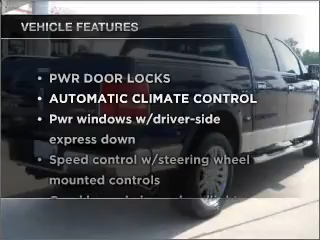 VEHICLE FEATURES
• PWR DOOR LOCKS
• AUTOMATIC CLIMATE CONTROL
• Pwr windows w/driver-side
express down
• Speed control w/steering wheel
mounted controls